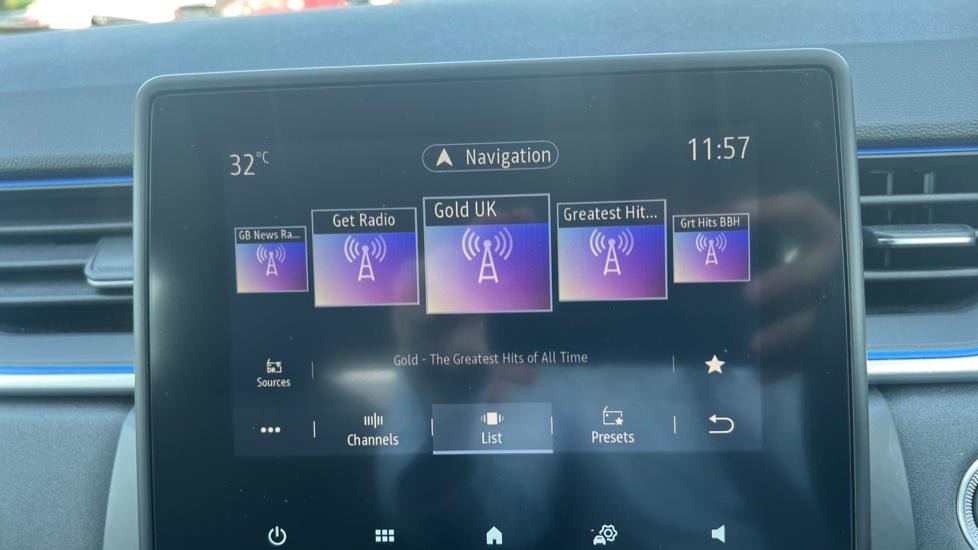 32°C
Navigation
11:57
GB News Ra...
Get Radio
Gold UK
Greatest Hit...
Grt Hits BBH
Gold - The Greatest Hits of All Time
Sources
Channels
List
Presets